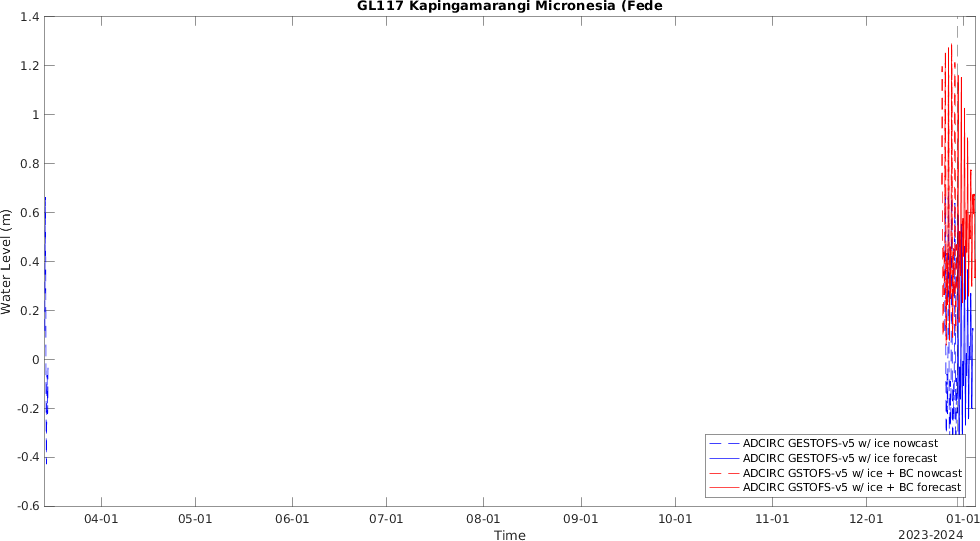 GL117 Kapingamarangi Micronesia (Fede
1.4
1.2
1
0.8
0.6
0.4
0.2
0
-0.2
-0.4
-0.6
Water Level (m)
ADCIRC GESTOFS-v5 w/ ice nowcast
ADCIRC GESTOFS-v5 w/ ice forecast
ADCIRC GSTOFS-v5 w/ ice + BC nowcast
ADCIRC GSTOFS-v5 w/ ice + BC forecast
04-01 05-01 06-01 07-01 08-01 09-01 10-01 11-01 12-01 01-01
Time
2023-2024